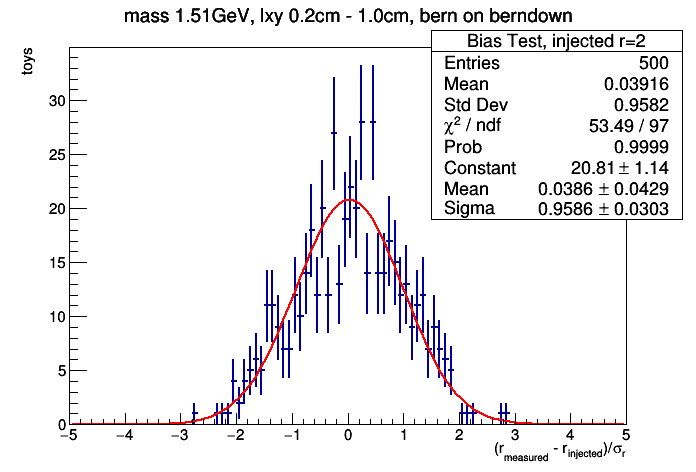 mass 1.51GeV, lxy 0.2cm - 1.0cm, bern on berndown
Bias Test, injected r=2
Entries 500
Mean 0.03916
Std Dev 0.9582
χ² / ndf 53.49 / 97
Prob 0.9999
Constant 20.81 ± 1.14
Mean 0.0386 ± 0.0429
Sigma 0.9586 ± 0.0303
toys
30
25
20
15
10
5
0
−5 −4 −3 −2 −1 0 1 2 3 4 5
(r_measured - r_injected)/σ_r